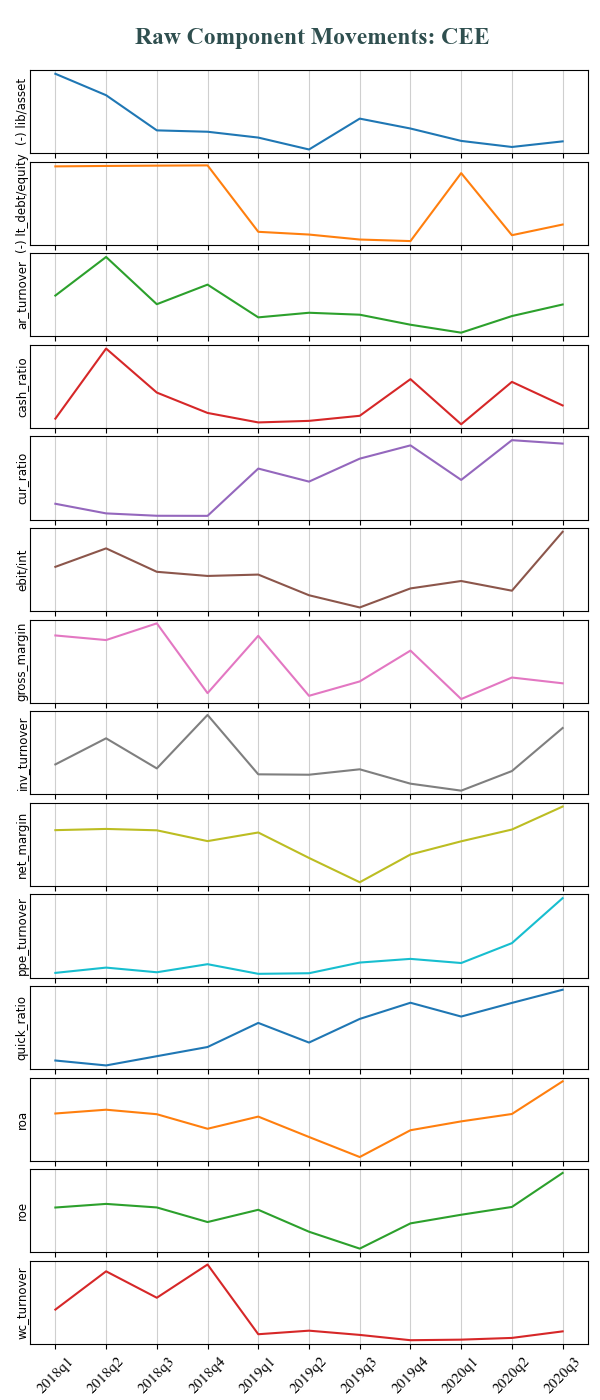 Raw Component Movements: CEE
(-) lib/asset
(-) lt_debt/equity
ar_turnover
cash_ratio
cur_ratio
ebit/int
gross_margin
inv_turnover
net_margin
ppe_turnover
quick_ratio
roa
roe
wc_turnover
2018q1 2018q2 2018q3 2018q4 2019q1 2019q2 2019q3 2019q4 2020q1 2020q2 2020q3